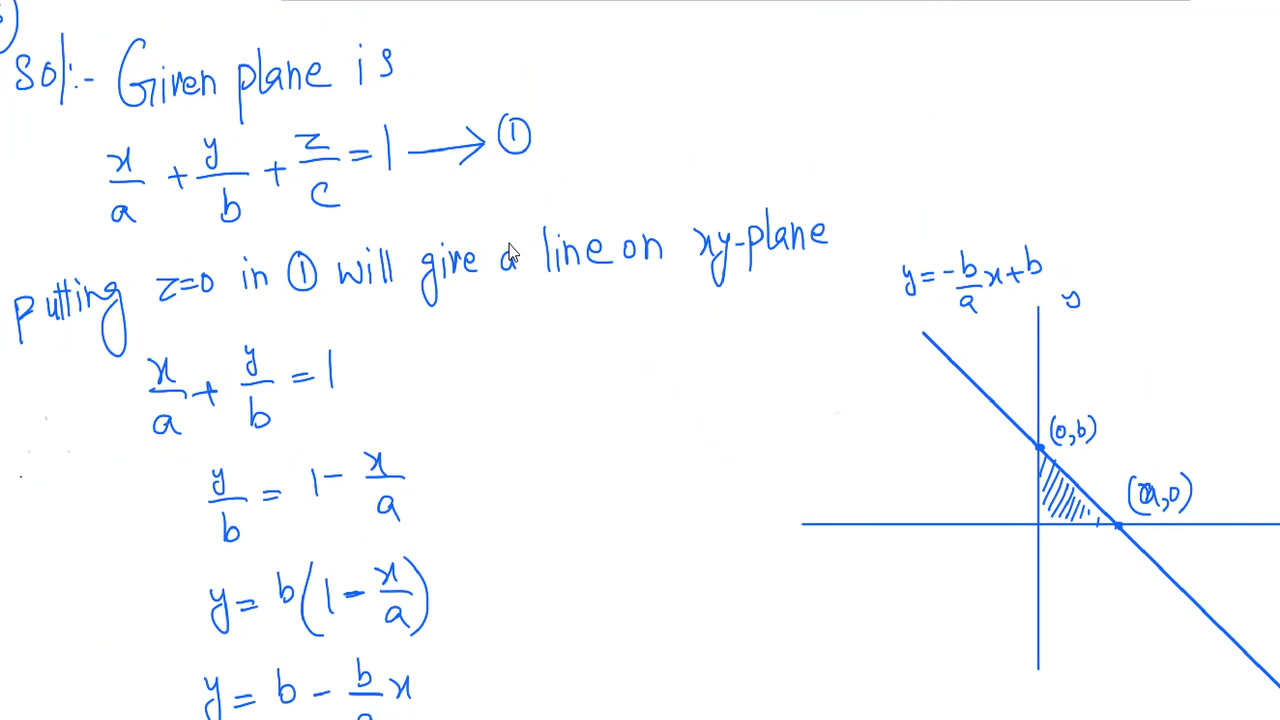 Sol:- Given plane is
x/a + y/b + z/c = 1 → ①
Putting z=0 in ① will give a line on xy-plane
x/a + y/b = 1
y/b = 1 - x/a
y = b(1 - x/a)
y = b - b/a x
y = -b/a x + b
y
(0,b)
(a,0)